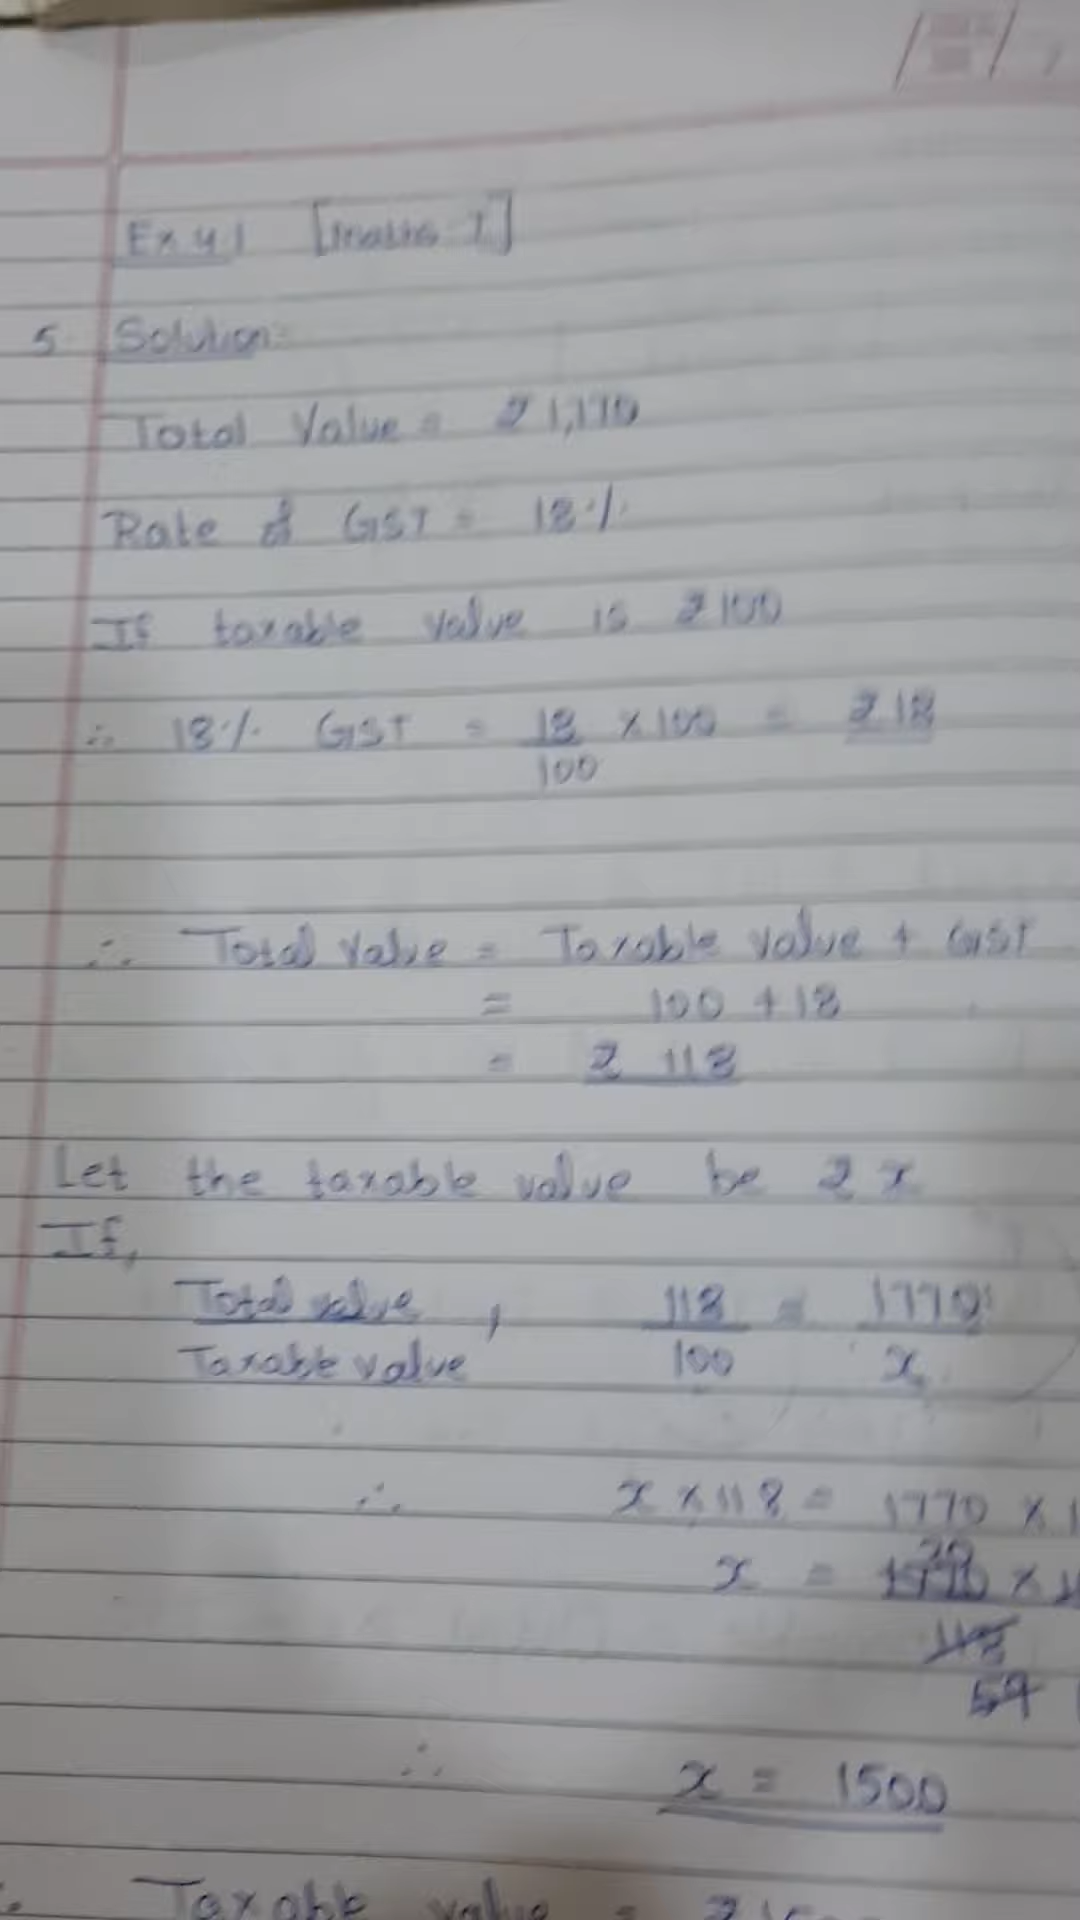 Ex 4.1 [Maths 1]
5 Solution:
Total Value = ₹ 1,770
Rate of GST = 18%
If taxable value is ₹100
∴ 18% GST = 18/100 × 100 = ₹ 18
∴ Total Value = Taxable value + GST
= 100 + 18
= ₹ 118
Let the taxable value be ₹ x
If,
Total value / Taxable value , 118/100 = 1770/x
∴ x × 118 = 1770 × 1
x = 1770 × 1
118
59
∴ x = 1500
Taxable value =